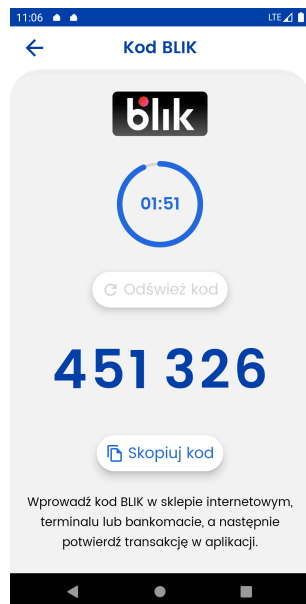 11:06
LTE
Kod BLIK
blik
01:51
Odśwież kod
451 326
Skopiuj kod
Wprowadź kod BLIK w sklepie internetowym,
terminalu lub bankomacie, a następnie
potwierdź transakcję w aplikacji.